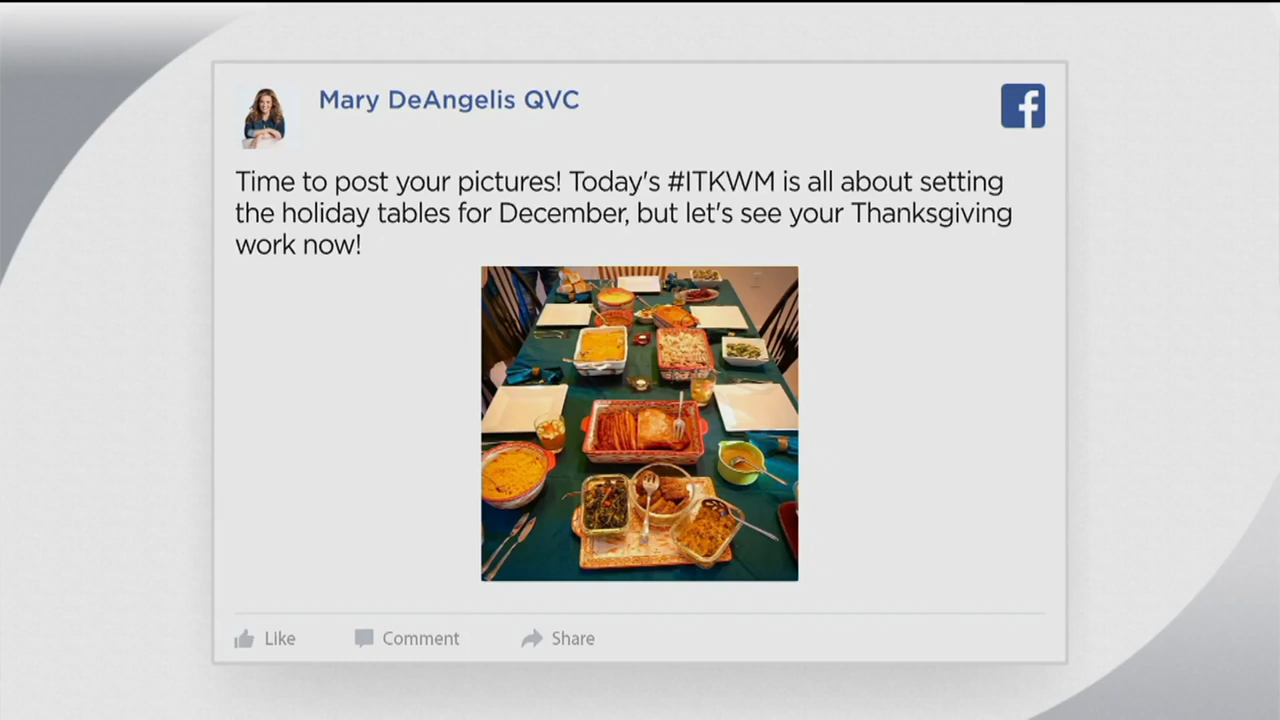 Mary DeAngelis QVC
Time to post your pictures! Today's #ITKWM is all about setting
the holiday tables for December, but let's see your Thanksgiving
work now!
Like Comment Share